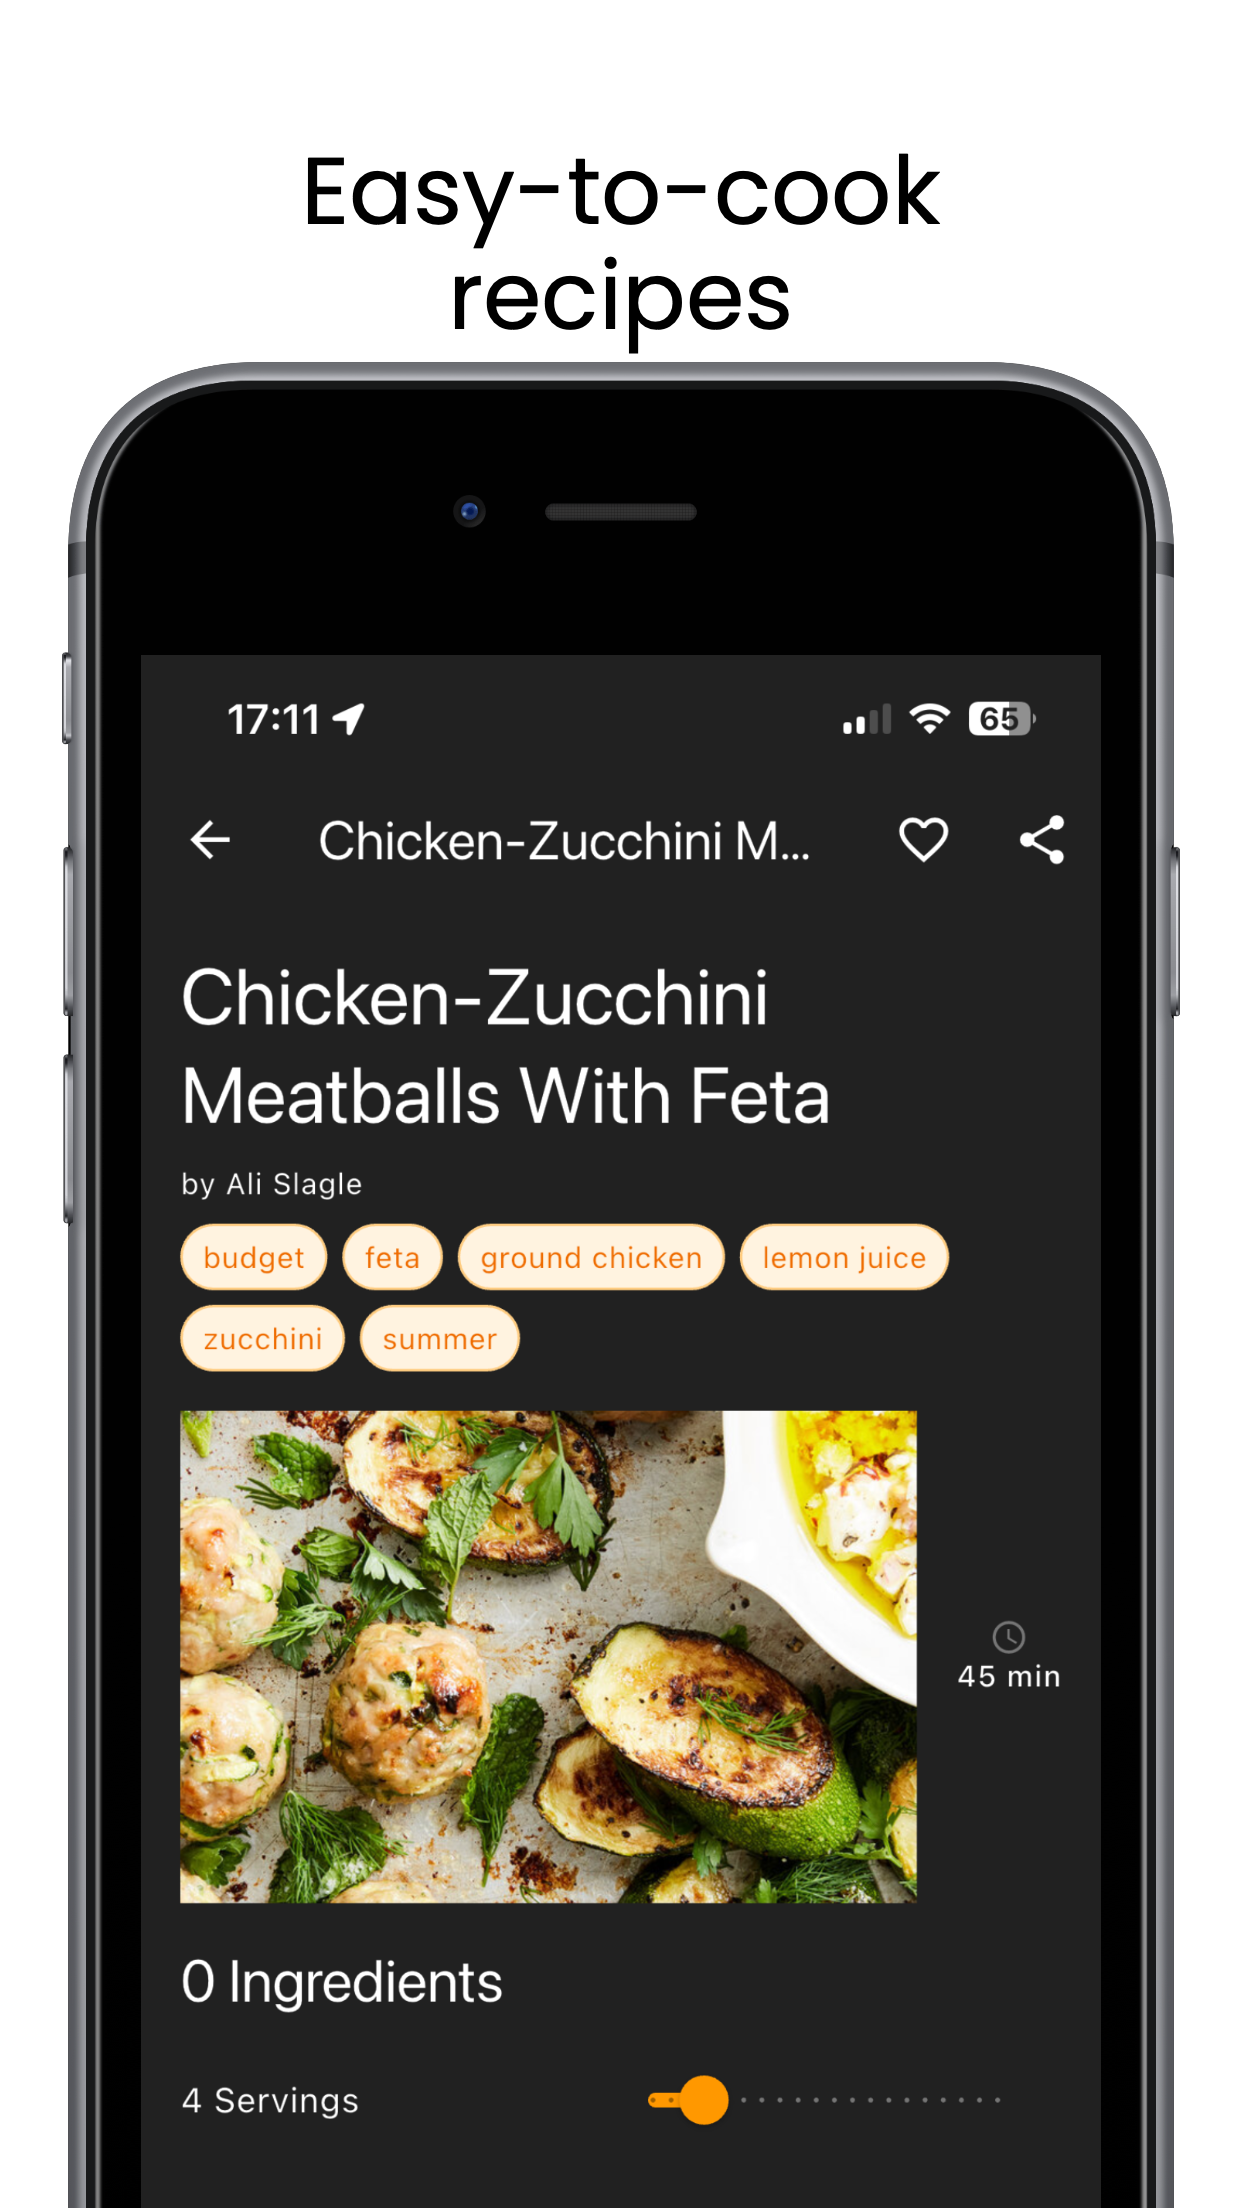 Easy-to-cook
recipes
17:11
65
Chicken-Zucchini M...
Chicken-Zucchini
Meatballs With Feta
by Ali Slagle
budget feta ground chicken lemon juice
zucchini summer
45 min
0 Ingredients
4 Servings